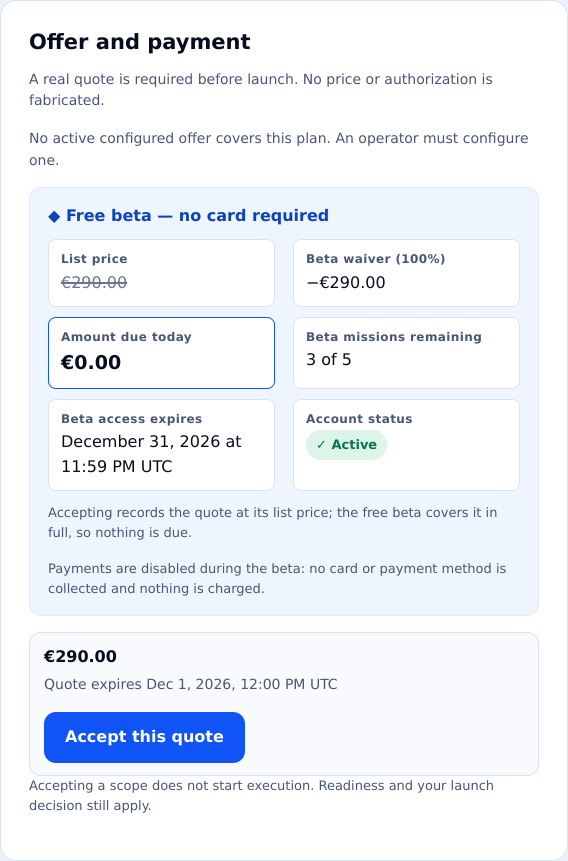 Offer and payment
A real quote is required before launch. No price or authorization is
fabricated.
No active configured offer covers this plan. An operator must configure
one.
◆ Free beta — no card required
List price
€290.00
Beta waiver (100%)
−€290.00
Amount due today
€0.00
Beta missions remaining
3 of 5
Beta access expires
December 31, 2026 at
11:59 PM UTC
Account status
✓ Active
Accepting records the quote at its list price; the free beta covers it in
full, so nothing is due.
Payments are disabled during the beta: no card or payment method is
collected and nothing is charged.
€290.00
Quote expires Dec 1, 2026, 12:00 PM UTC
Accept this quote
Accepting a scope does not start execution. Readiness and your launch
decision still apply.